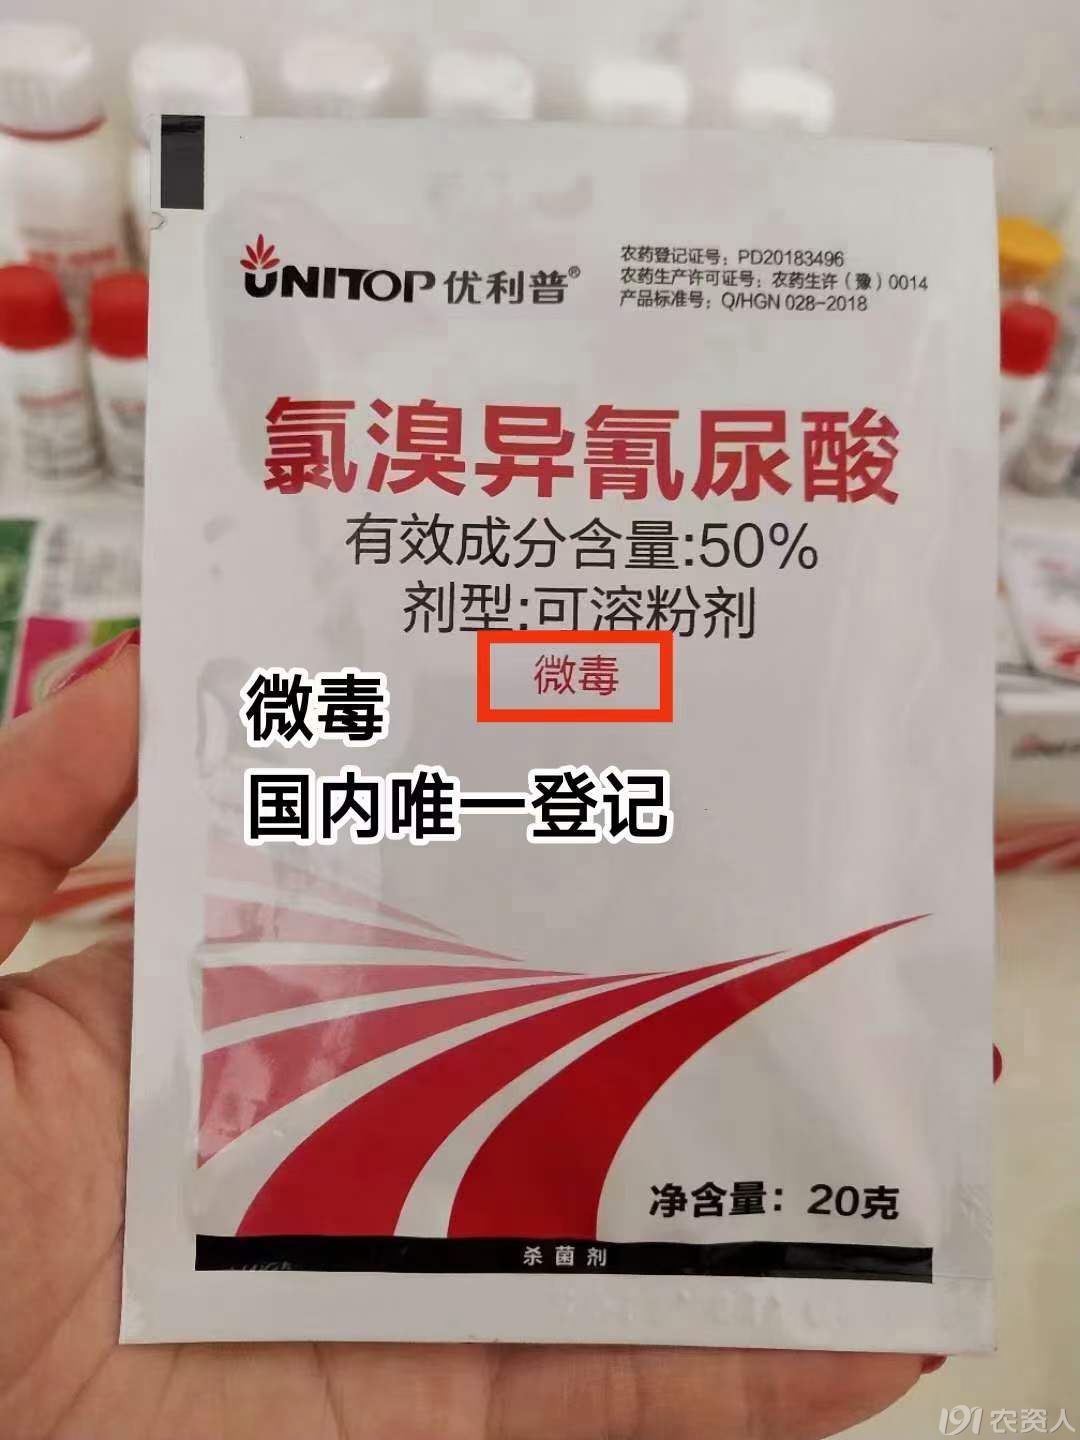 UNITOP优利普®
农药登记证号：PD20183496
农药生产许可证号：农药生许（豫）0014
产品标准号：Q/HGN 028-2018
氯溴异氰尿酸
有效成分含量:50%
剂型:可溶粉剂
微毒
微毒
国内唯一登记
净含量：20克
杀菌剂
191农资人